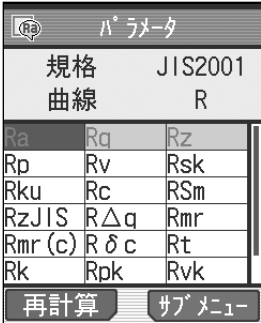 Ra パラメータ
規格 JIS2001
曲線 R
Ra Rq Rz
Rp Rv Rsk
Rku Rc RSm
RzJIS R△q Rmr
Rmr(c) Rδc Rt
Rk Rpk Rvk
再計算 サブメニュー